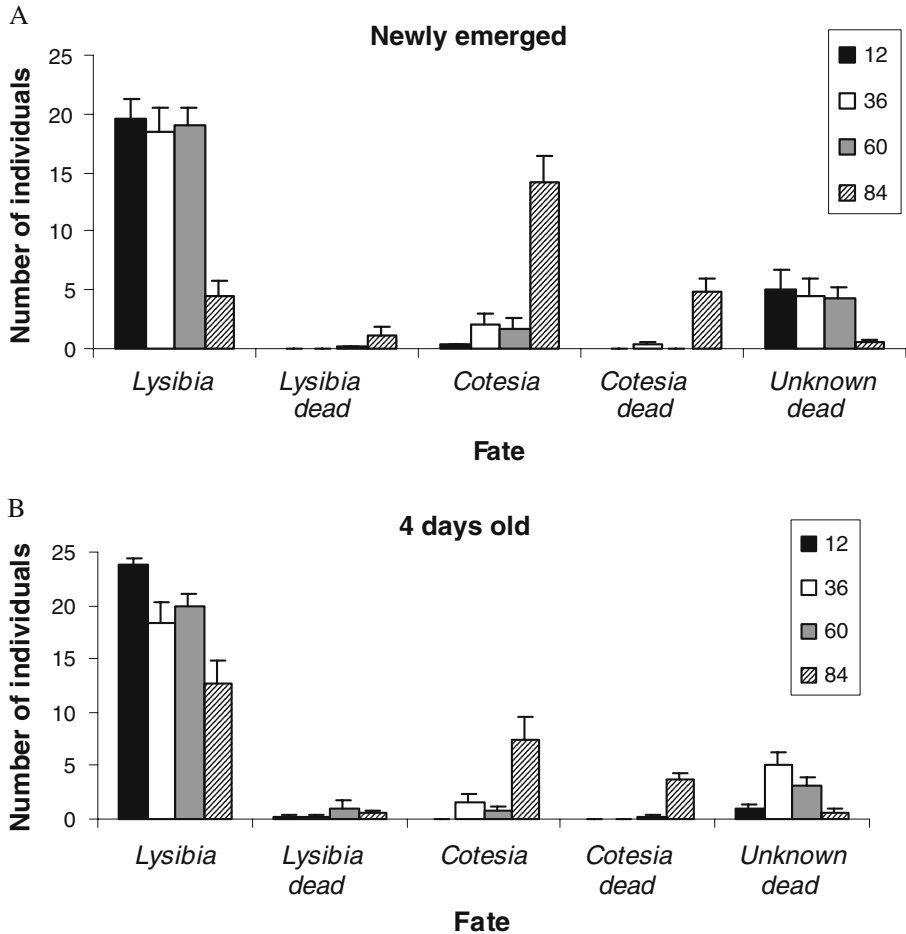 A
Newly emerged
Number of individuals
25
20
15
10
5
0
12
36
60
84
Lysibia
Lysibia dead
Cotesia
Cotesia dead
Unknown dead
Fate
B
4 days old
Number of individuals
25
20
15
10
5
0
12
36
60
84
Lysibia
Lysibia dead
Cotesia
Cotesia dead
Unknown dead
Fate